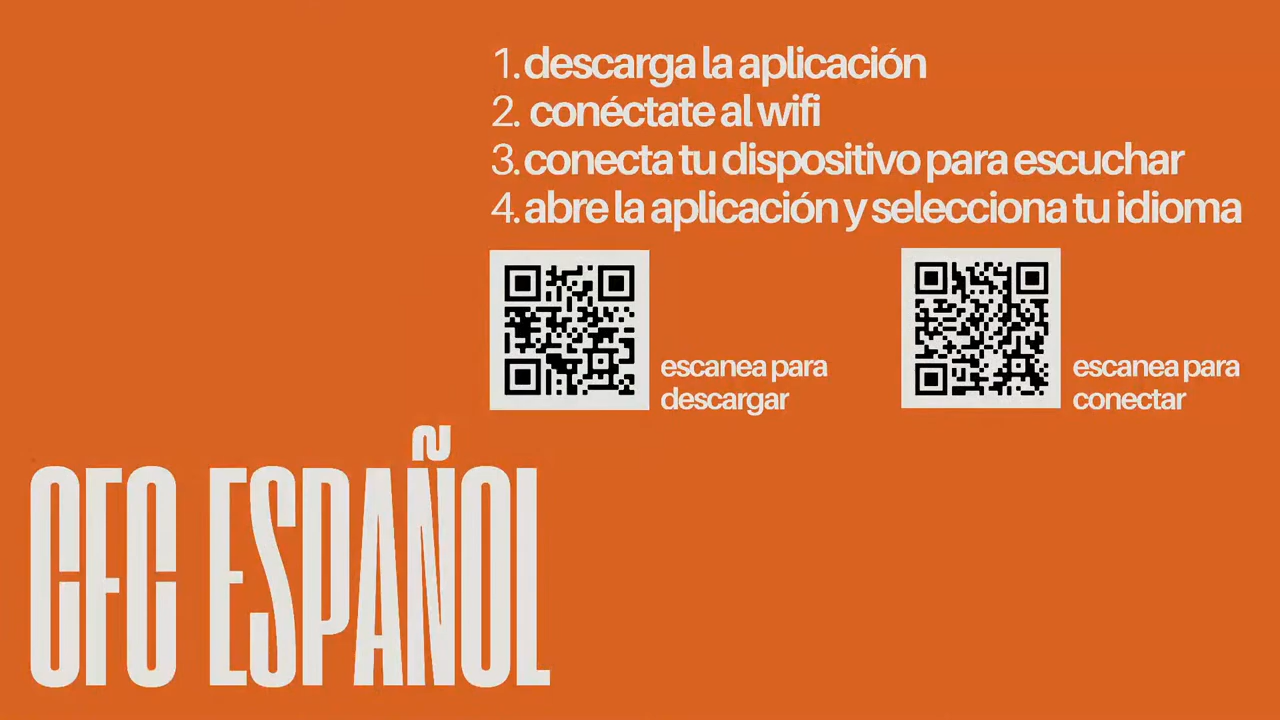 1. descarga la aplicación
2. conéctate al wifi
3. conecta tu dispositivo para escuchar
4. abre la aplicación y selecciona tu idioma
escanea para
descargar
escanea para
conectar
CFC ESPAÑOL